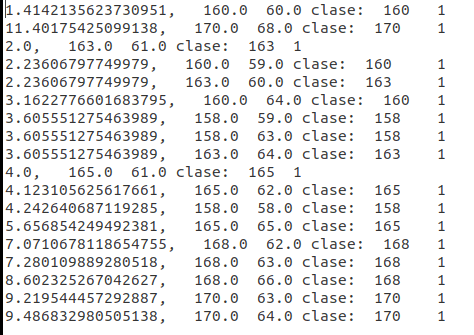 1.4142135623730951,   160.0  60.0 clase:  160   1
11.40175425099138,  170.0  68.0 clase:  170    1
2.0,   163.0  61.0 clase:  163  1
2.23606797749979,   160.0  59.0 clase:  160    1
2.23606797749979,   163.0  60.0 clase:  163    1
3.1622776601683795,   160.0  64.0 clase:  160   1
3.605551275463989,  158.0  59.0 clase:  158    1
3.605551275463989,  158.0  63.0 clase:  158    1
3.605551275463989,  163.0  64.0 clase:  163    1
4.0,   165.0  61.0 clase:  165  1
4.123105625617661,  165.0  62.0 clase:  165    1
4.242640687119285,  158.0  58.0 clase:  158    1
5.656854249492381,  165.0  65.0 clase:  165    1
7.0710678118654755,   168.0  62.0 clase:  168   1
7.280109889280518,  168.0  63.0 clase:  168    1
8.602325267042627,  168.0  66.0 clase:  168    1
9.219544457292887,  170.0  63.0 clase:  170    1
9.486832980505138,  170.0  64.0 clase:  170    1